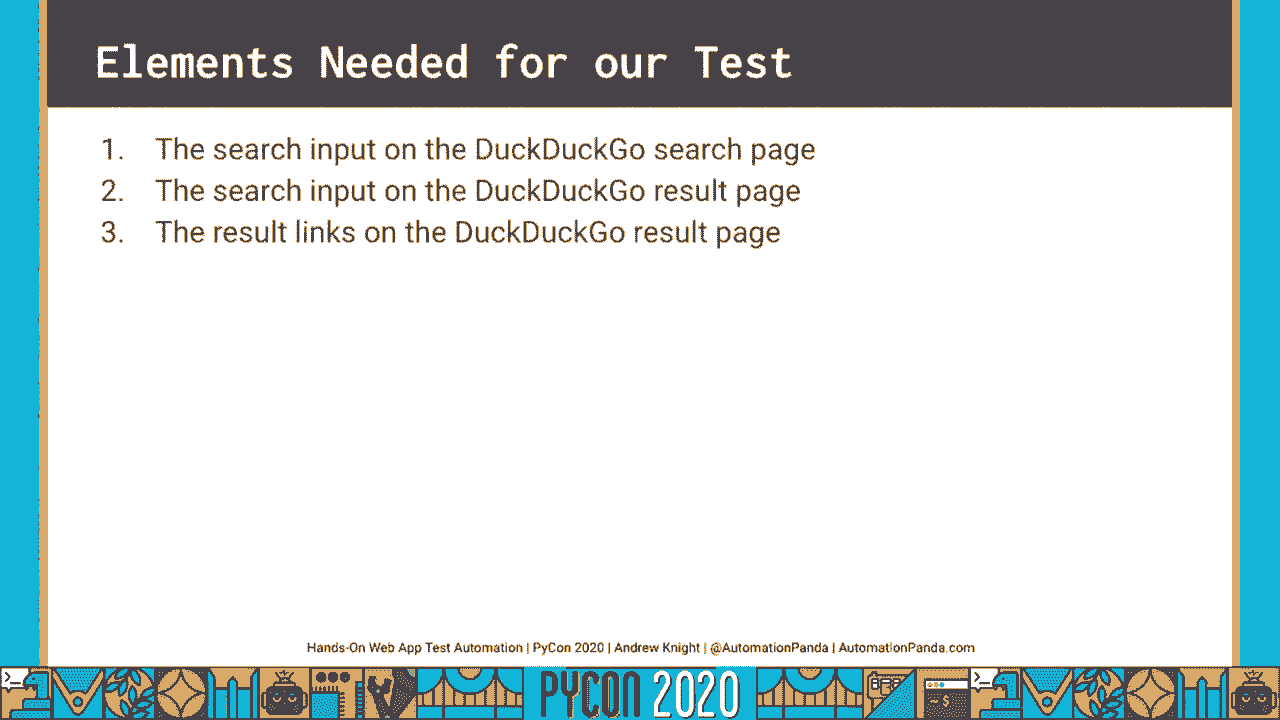 Elements Needed for our Test
1. The search input on the DuckDuckGo search page
2. The search input on the DuckDuckGo result page
3. The result links on the DuckDuckGo result page
Hands-On Web App Test Automation | PyCon 2020 | Andrew Knight | @AutomationPanda | AutomationPanda.com
PYCON 2020